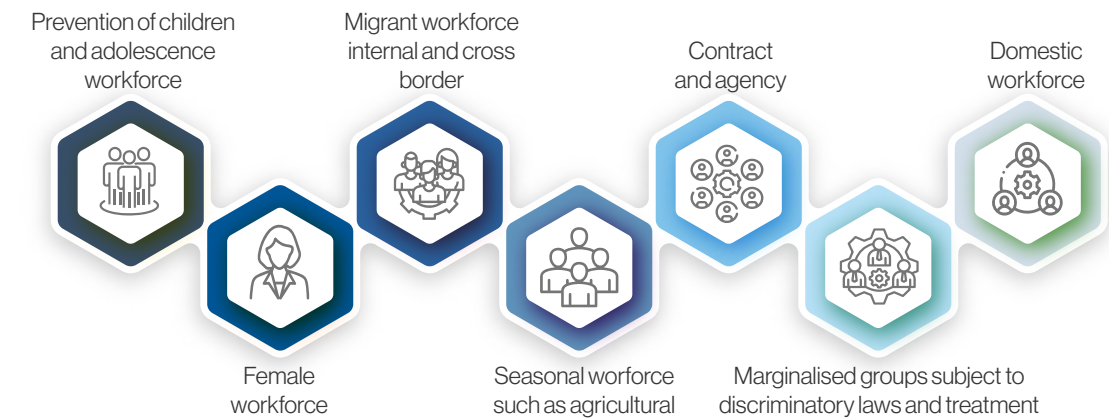 Prevention of children
and adolescence
workforce
Female
workforce
Migrant workforce
internal and cross
border
Seasonal worforce
such as agricultural
Contract
and agency
Marginalised groups subject to
discriminatory laws and treatment
Domestic
workforce